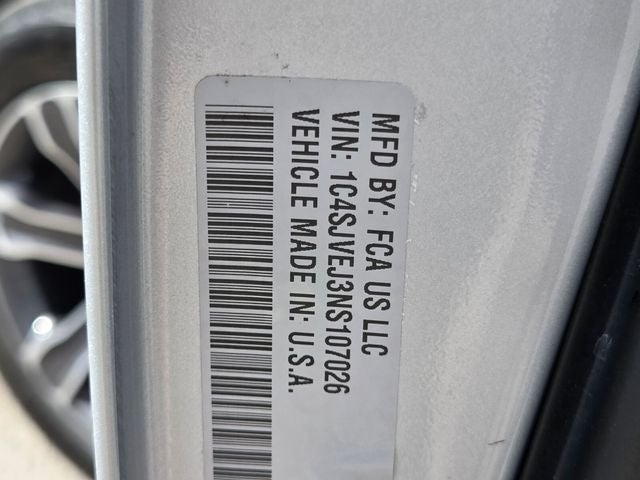 MFD BY: FCA US LLC
VIN: 1C4SJVEJ3NS107026
VEHICLE MADE IN: U.S.A.